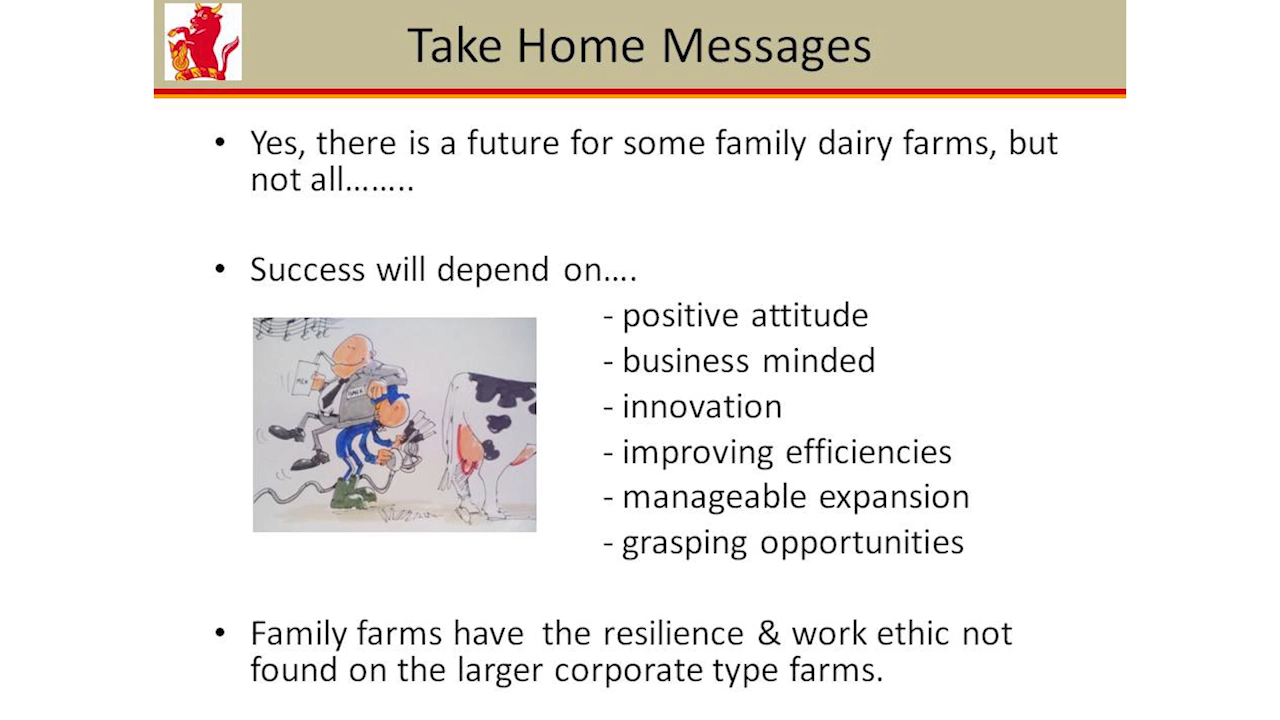 Take Home Messages
• Yes, there is a future for some family dairy farms, but
not all……..
• Success will depend on….
- positive attitude
- business minded
- innovation
- improving efficiencies
- manageable expansion
- grasping opportunities
• Family farms have the resilience & work ethic not
found on the larger corporate type farms.